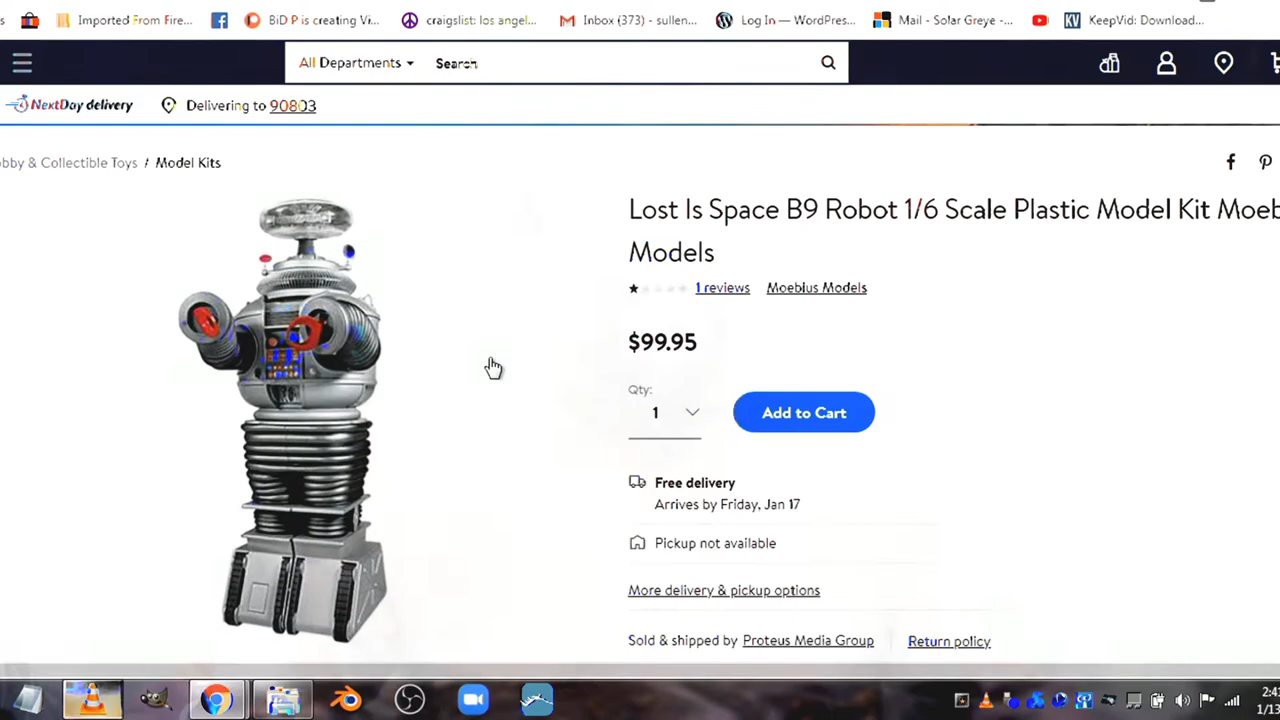 Imported From Fire...
BiD P is creating Vi...
craigslist: los angel...
Inbox (373) - sullen...
Log In — WordPres...
Mail - Solar Greye -...
KeepVid: Download...
All Departments
Search
NextDay delivery
Delivering to 90803
bby & Collectible Toys / Model Kits
Lost Is Space B9 Robot 1/6 Scale Plastic Model Kit Moeb
Models
1 reviews
Moebius Models
$99.95
Qty:
1
Add to Cart
Free delivery
Arrives by Friday, Jan 17
Pickup not available
More delivery & pickup options
Sold & shipped by Proteus Media Group
Return policy
2:4
1/13